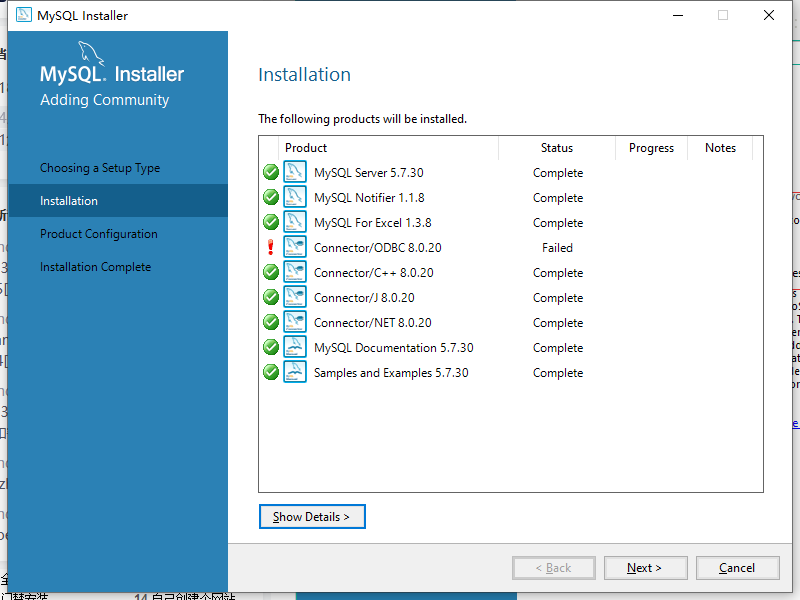 MySQL Installer
MySQL. Installer
Adding Community
Choosing a Setup Type
Installation
Product Configuration
Installation Complete
Installation
The following products will be installed.
Product Status Progress Notes
MySQL Server 5.7.30 Complete
MySQL Notifier 1.1.8 Complete
MySQL For Excel 1.3.8 Complete
Connector/ODBC 8.0.20 Failed
Connector/C++ 8.0.20 Complete
Connector/J 8.0.20 Complete
Connector/NET 8.0.20 Complete
MySQL Documentation 5.7.30 Complete
Samples and Examples 5.7.30 Complete
Show Details >
< Back Next > Cancel